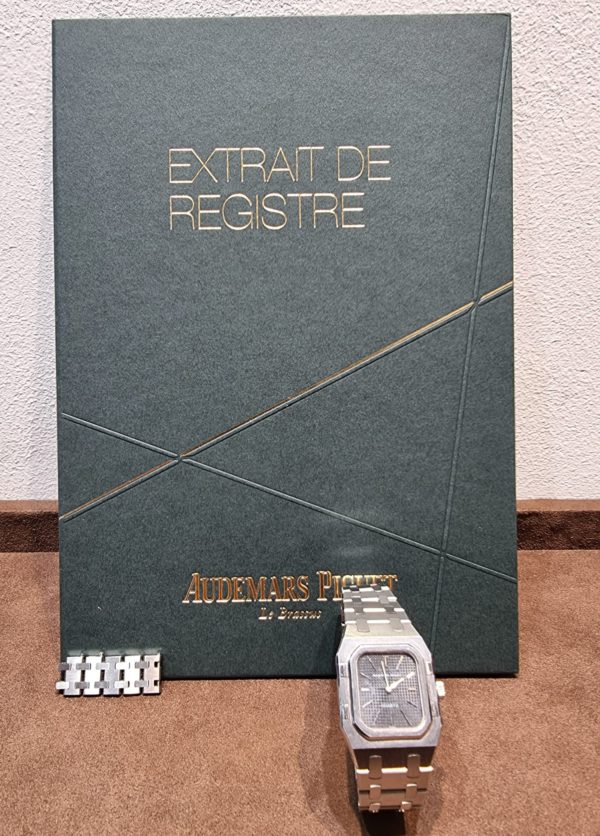 EXTRAIT DE
REGISTRE
AUDEMARS PIGUET
Le Brassus